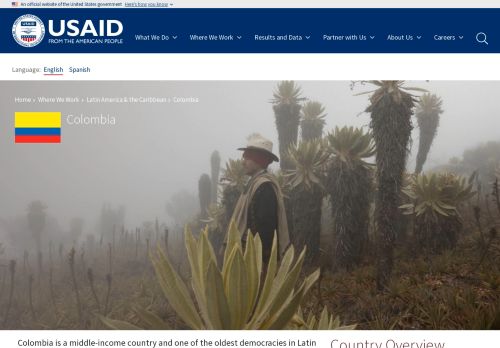 An official website of the United States government Here's how you know
USAID
FROM THE AMERICAN PEOPLE
What We Do
Where We Work
Results and Data
Partner with Us
About Us
Careers
Language: English Spanish
Home » Where We Work » Latin America & the Caribbean » Colombia
Colombia
Colombia is a middle-income country and one of the oldest democracies in Latin
Country Overview